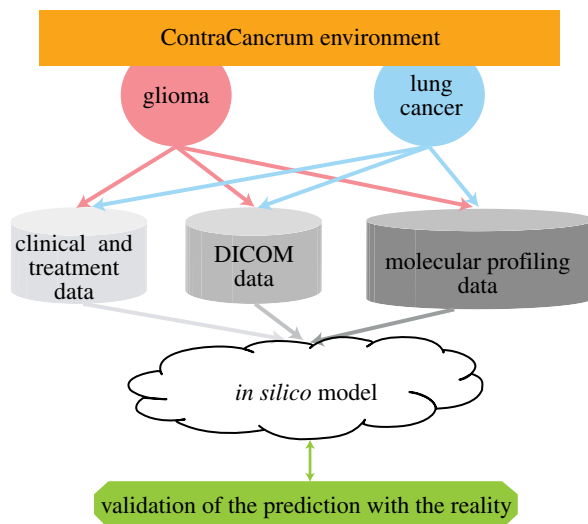 ContraCancrum environment
glioma
lung
cancer
clinical and
treatment
data
DICOM
data
molecular profiling
data
in silico model
validation of the prediction with the reality